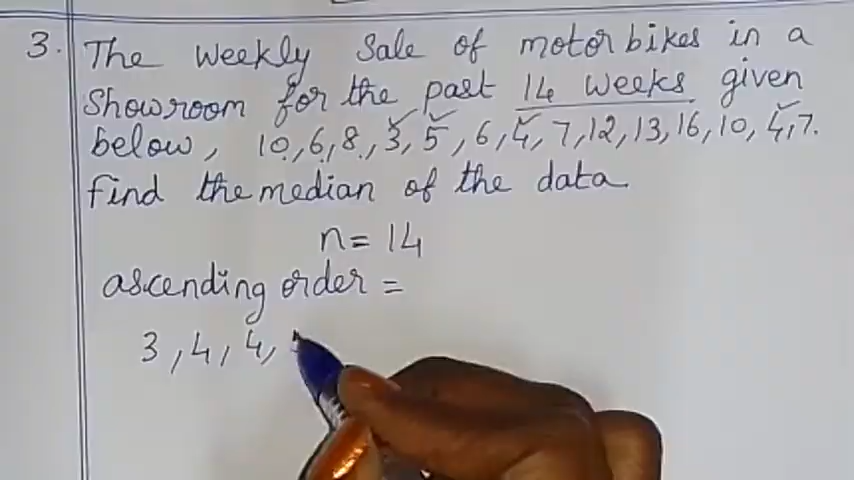 3. The weekly Sale of motorbikes in a
Showroom for the past 14 weeks given
below, 10, 6, 8, 3, 5, 6, 4, 7, 12, 13, 16, 10, 4, 7.
find the median of the data.
n = 14
ascending order =
3, 4, 4,